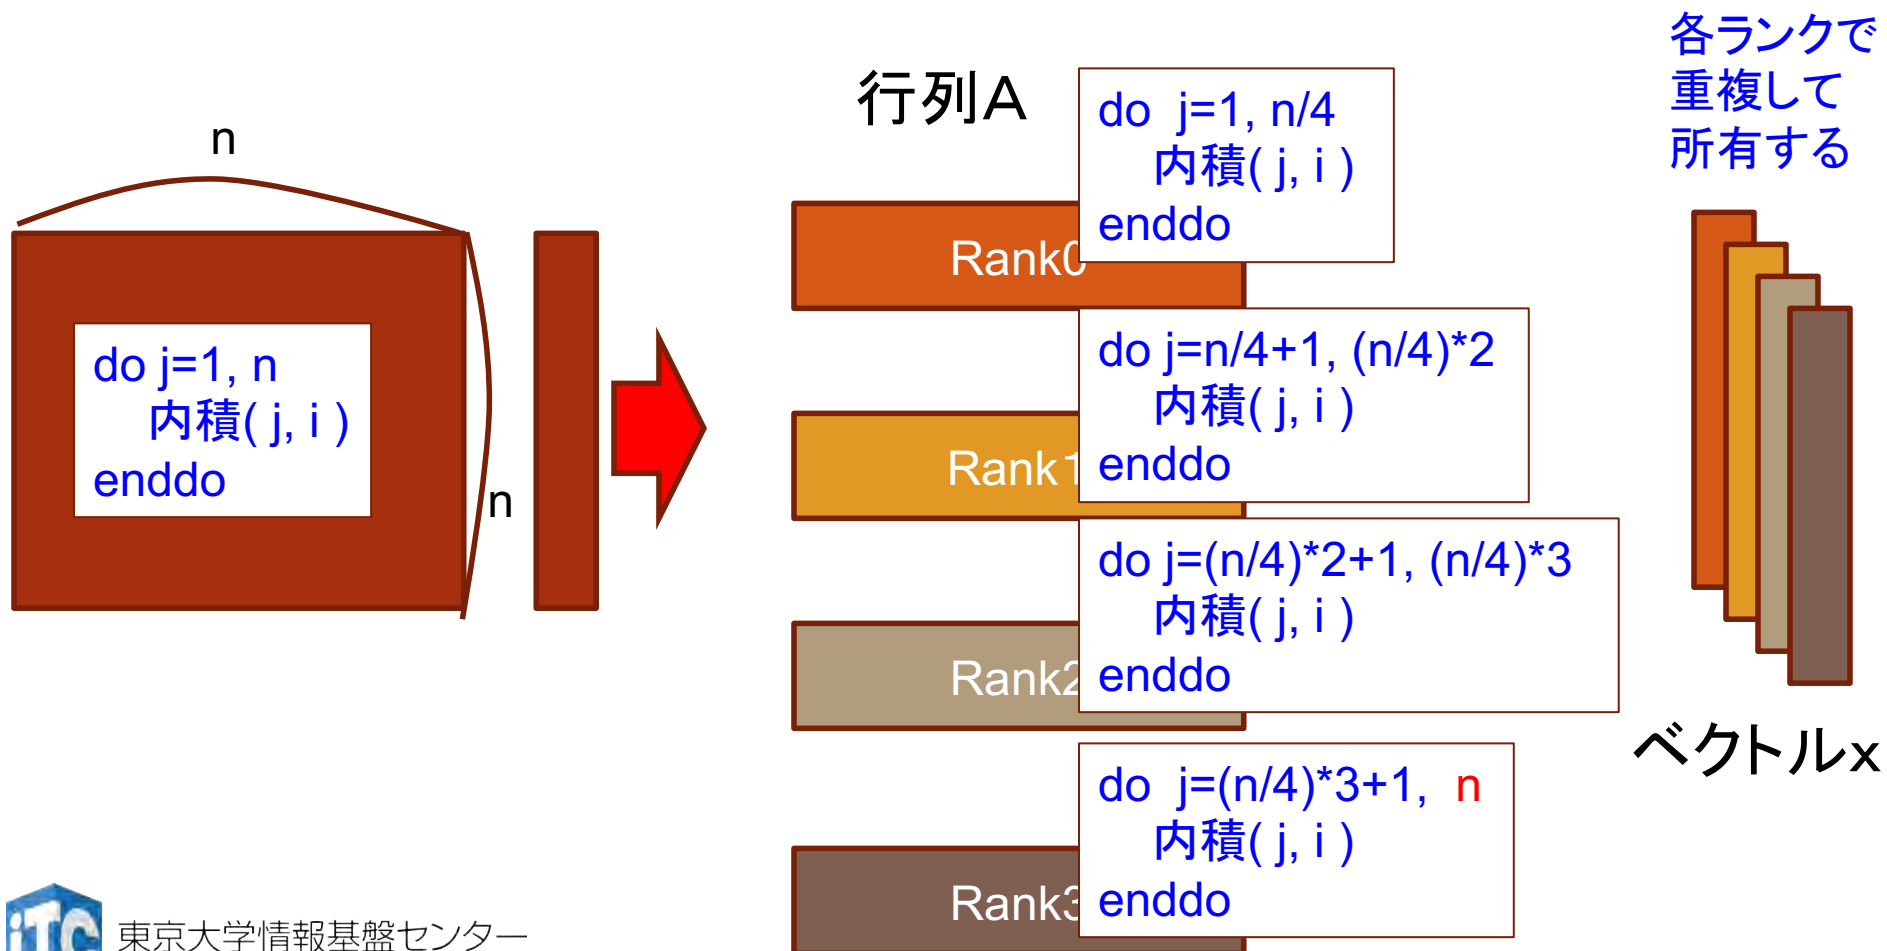 n
do j=1, n
内積( j, i )
enddo
n
行列A
do j=1, n/4
内積( j, i )
enddo
Rank0
do j=n/4+1, (n/4)*2
内積( j, i )
enddo
Rank1
do j=(n/4)*2+1, (n/4)*3
内積( j, i )
enddo
Rank2
do j=(n/4)*3+1, n
内積( j, i )
enddo
Rank3
各ランクで
重複して
所有する
ベクトルx
iTC
東京大学情報基盤センター